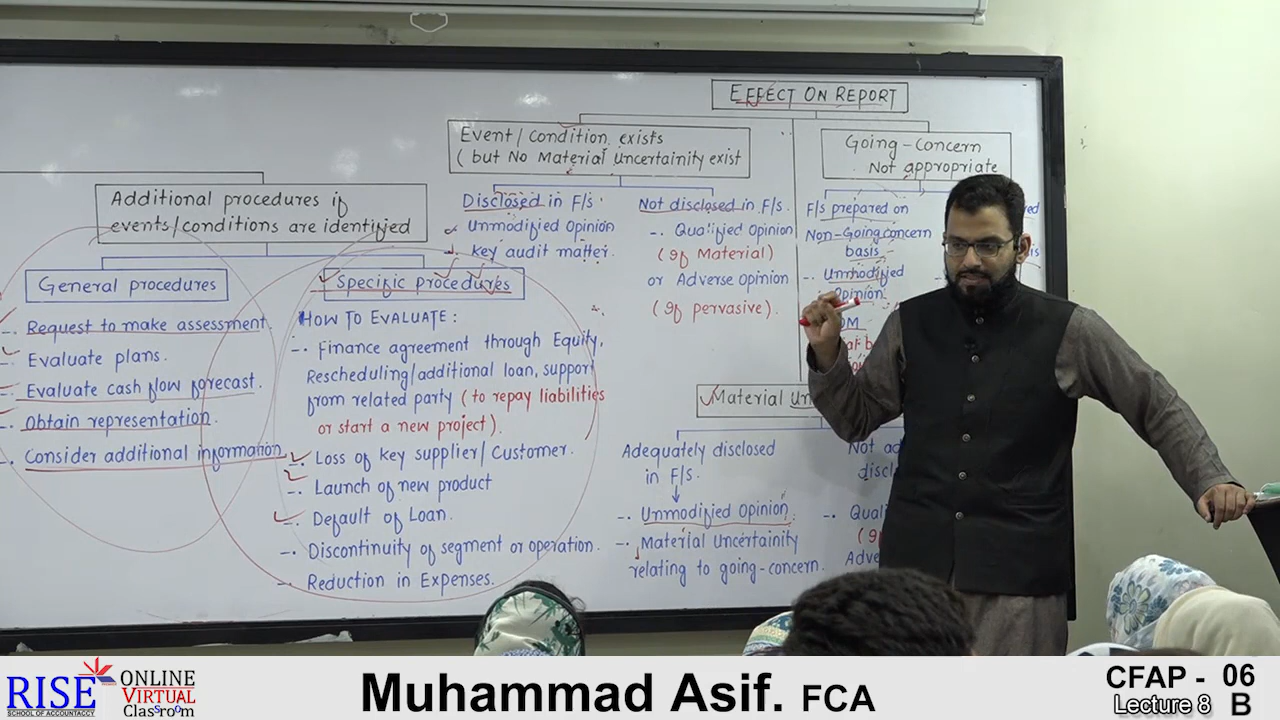 EFFECT ON REPORT
Event/Condition exists
(but No Material Uncertainity exist
Going-Concern
Not appropriate
Additional procedures if
events/conditions are identified
General procedures
-. Request to make assessment.
-. Evaluate plans.
-. Evaluate cash flow forecast.
-. Obtain representation.
-. Consider additional information.
Specific procedures
HOW TO EVALUATE:
-. Finance agreement through Equity,
Rescheduling/additional loan, support
from related party (to repay liabilities
or start a new project).
-. Loss of key supplier/Customer.
-. Launch of new product
-. Default of Loan.
-. Discontinuity of segment or operation.
-. Reduction in Expenses.
Disclosed in F/s.
Unmodified Opinion
key audit matter.
Not disclosed in F/s.
-. Qualified Opinion
(if Material)
or Adverse Opinion
(if pervasive).
F/s prepared on
Non-Going concern
basis
-. Unmodified
Opinion
Material
Adequately disclosed
in F/s.
-. Unmodified Opinion.
-. Material Uncertainity
relating to going-concern.
Not
RISE
SCHOOL OF ACCOUNTANCY
ONLINE
VIRTUAL
Classroom
Muhammad Asif. FCA
CFAP - 06
Lecture 8 B